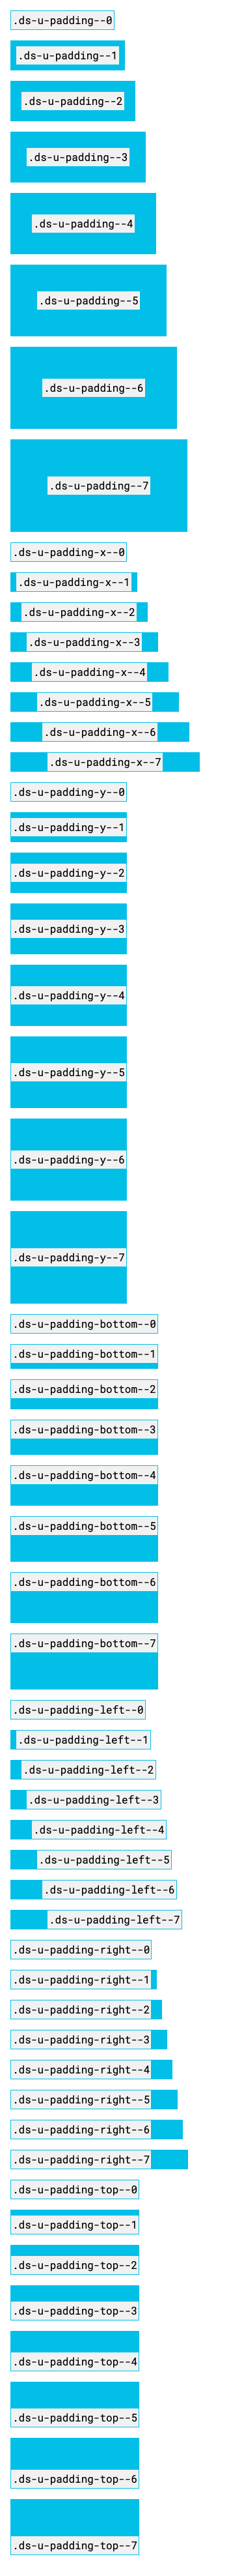 .ds-u-padding--0
.ds-u-padding--1
.ds-u-padding--2
.ds-u-padding--3
.ds-u-padding--4
.ds-u-padding--5
.ds-u-padding--6
.ds-u-padding--7
.ds-u-padding-x--0
.ds-u-padding-x--1
.ds-u-padding-x--2
.ds-u-padding-x--3
.ds-u-padding-x--4
.ds-u-padding-x--5
.ds-u-padding-x--6
.ds-u-padding-x--7
.ds-u-padding-y--0
.ds-u-padding-y--1
.ds-u-padding-y--2
.ds-u-padding-y--3
.ds-u-padding-y--4
.ds-u-padding-y--5
.ds-u-padding-y--6
.ds-u-padding-y--7
.ds-u-padding-bottom--0
.ds-u-padding-bottom--1
.ds-u-padding-bottom--2
.ds-u-padding-bottom--3
.ds-u-padding-bottom--4
.ds-u-padding-bottom--5
.ds-u-padding-bottom--6
.ds-u-padding-bottom--7
.ds-u-padding-left--0
.ds-u-padding-left--1
.ds-u-padding-left--2
.ds-u-padding-left--3
.ds-u-padding-left--4
.ds-u-padding-left--5
.ds-u-padding-left--6
.ds-u-padding-left--7
.ds-u-padding-right--0
.ds-u-padding-right--1
.ds-u-padding-right--2
.ds-u-padding-right--3
.ds-u-padding-right--4
.ds-u-padding-right--5
.ds-u-padding-right--6
.ds-u-padding-right--7
.ds-u-padding-top--0
.ds-u-padding-top--1
.ds-u-padding-top--2
.ds-u-padding-top--3
.ds-u-padding-top--4
.ds-u-padding-top--5
.ds-u-padding-top--6
.ds-u-padding-top--7